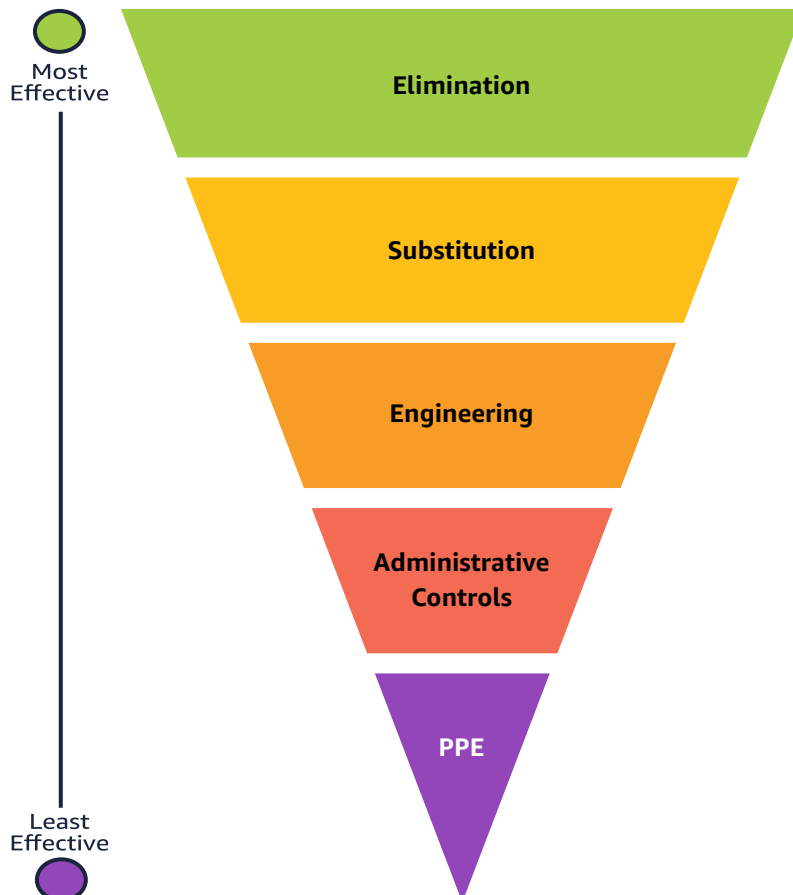 Most
Effective
Elimination
Substitution
Engineering
Administrative
Controls
PPE
Least
Effective